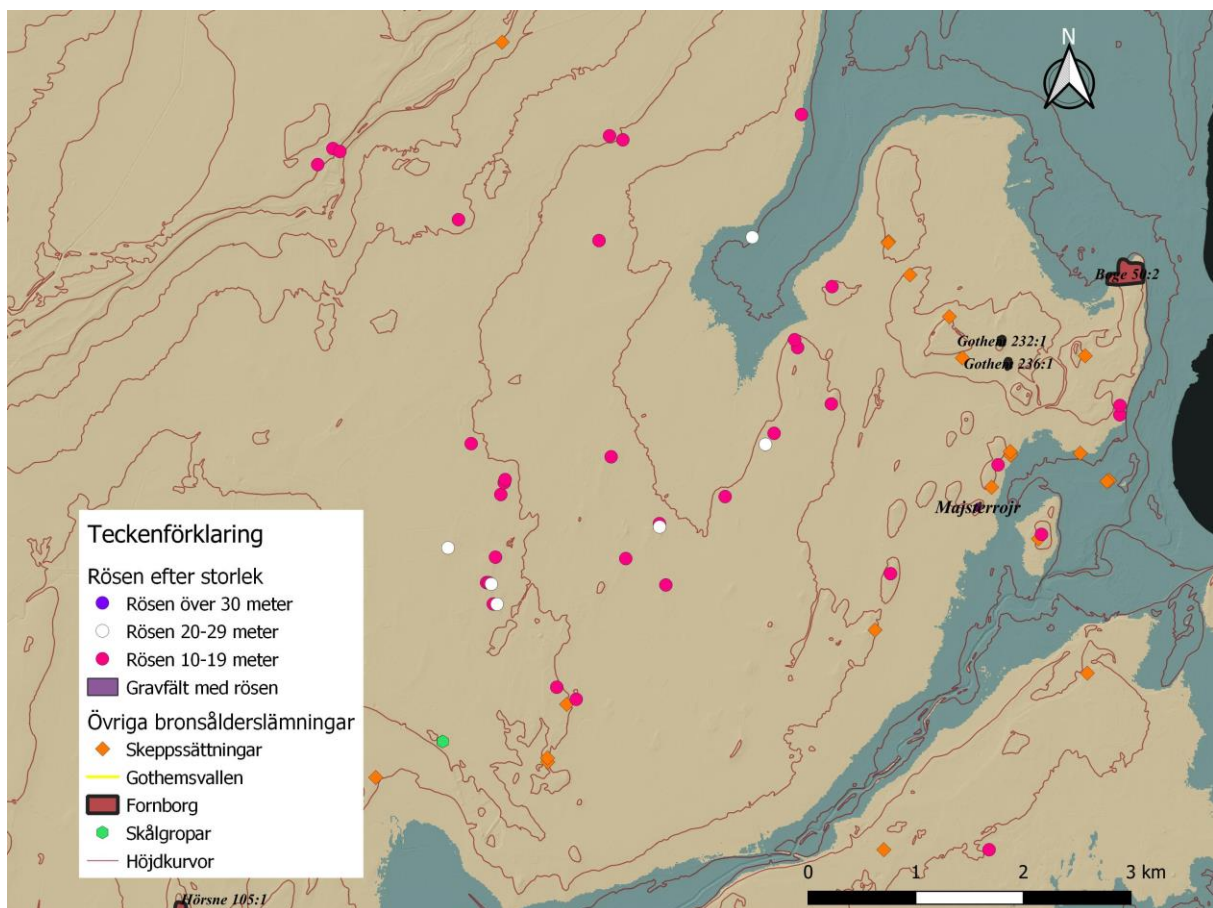 N
Boge 50:2
Gothem 232:1
Gothem 236:1
Majsterrojr
Teckenförklaring
Rösen efter storlek
Rösen över 30 meter
Rösen 20-29 meter
Rösen 10-19 meter
Gravfält med rösen
Övriga bronsålderslämningar
Skeppssättningar
Gothemsvallen
Fornborg
Skålgropar
Höjdkurvor
Hörsne 105:1
0 1 2 3 km